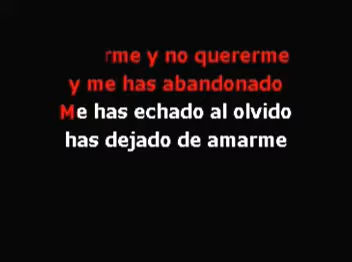 rme y no quererme
y me has abandonado
Me has echado al olvido
has dejado de amarme